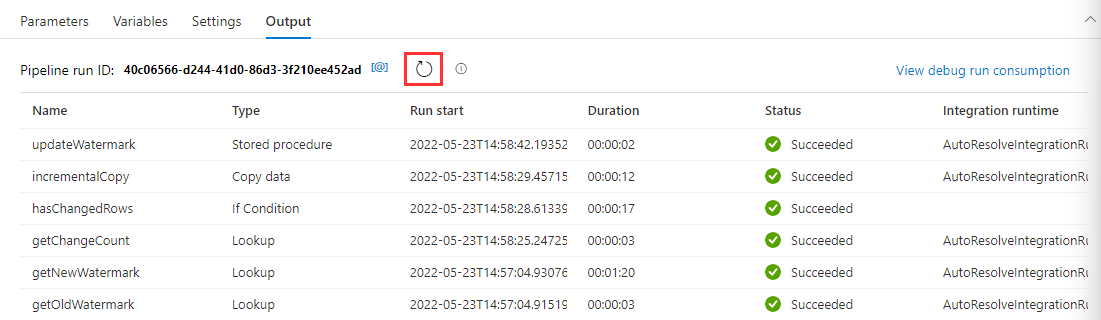 Parameters Variables Settings Output
Pipeline run ID: 40c06566-d244-41d0-86d3-3f210ee452ad [@] View debug run consumption
Name Type Run start Duration Status Integration runtime
updateWatermark Stored procedure 2022-05-23T14:58:42.19352 00:00:02 Succeeded AutoResolveIntegrationRu
incrementalCopy Copy data 2022-05-23T14:58:29.45715 00:00:12 Succeeded AutoResolveIntegrationRu
hasChangedRows If Condition 2022-05-23T14:58:28.61339 00:00:17 Succeeded
getChangeCount Lookup 2022-05-23T14:58:25.24725 00:00:03 Succeeded AutoResolveIntegrationRu
getNewWatermark Lookup 2022-05-23T14:57:04.93076 00:01:20 Succeeded AutoResolveIntegrationRu
getOldWatermark Lookup 2022-05-23T14:57:04.91519 00:00:03 Succeeded AutoResolveIntegrationRu